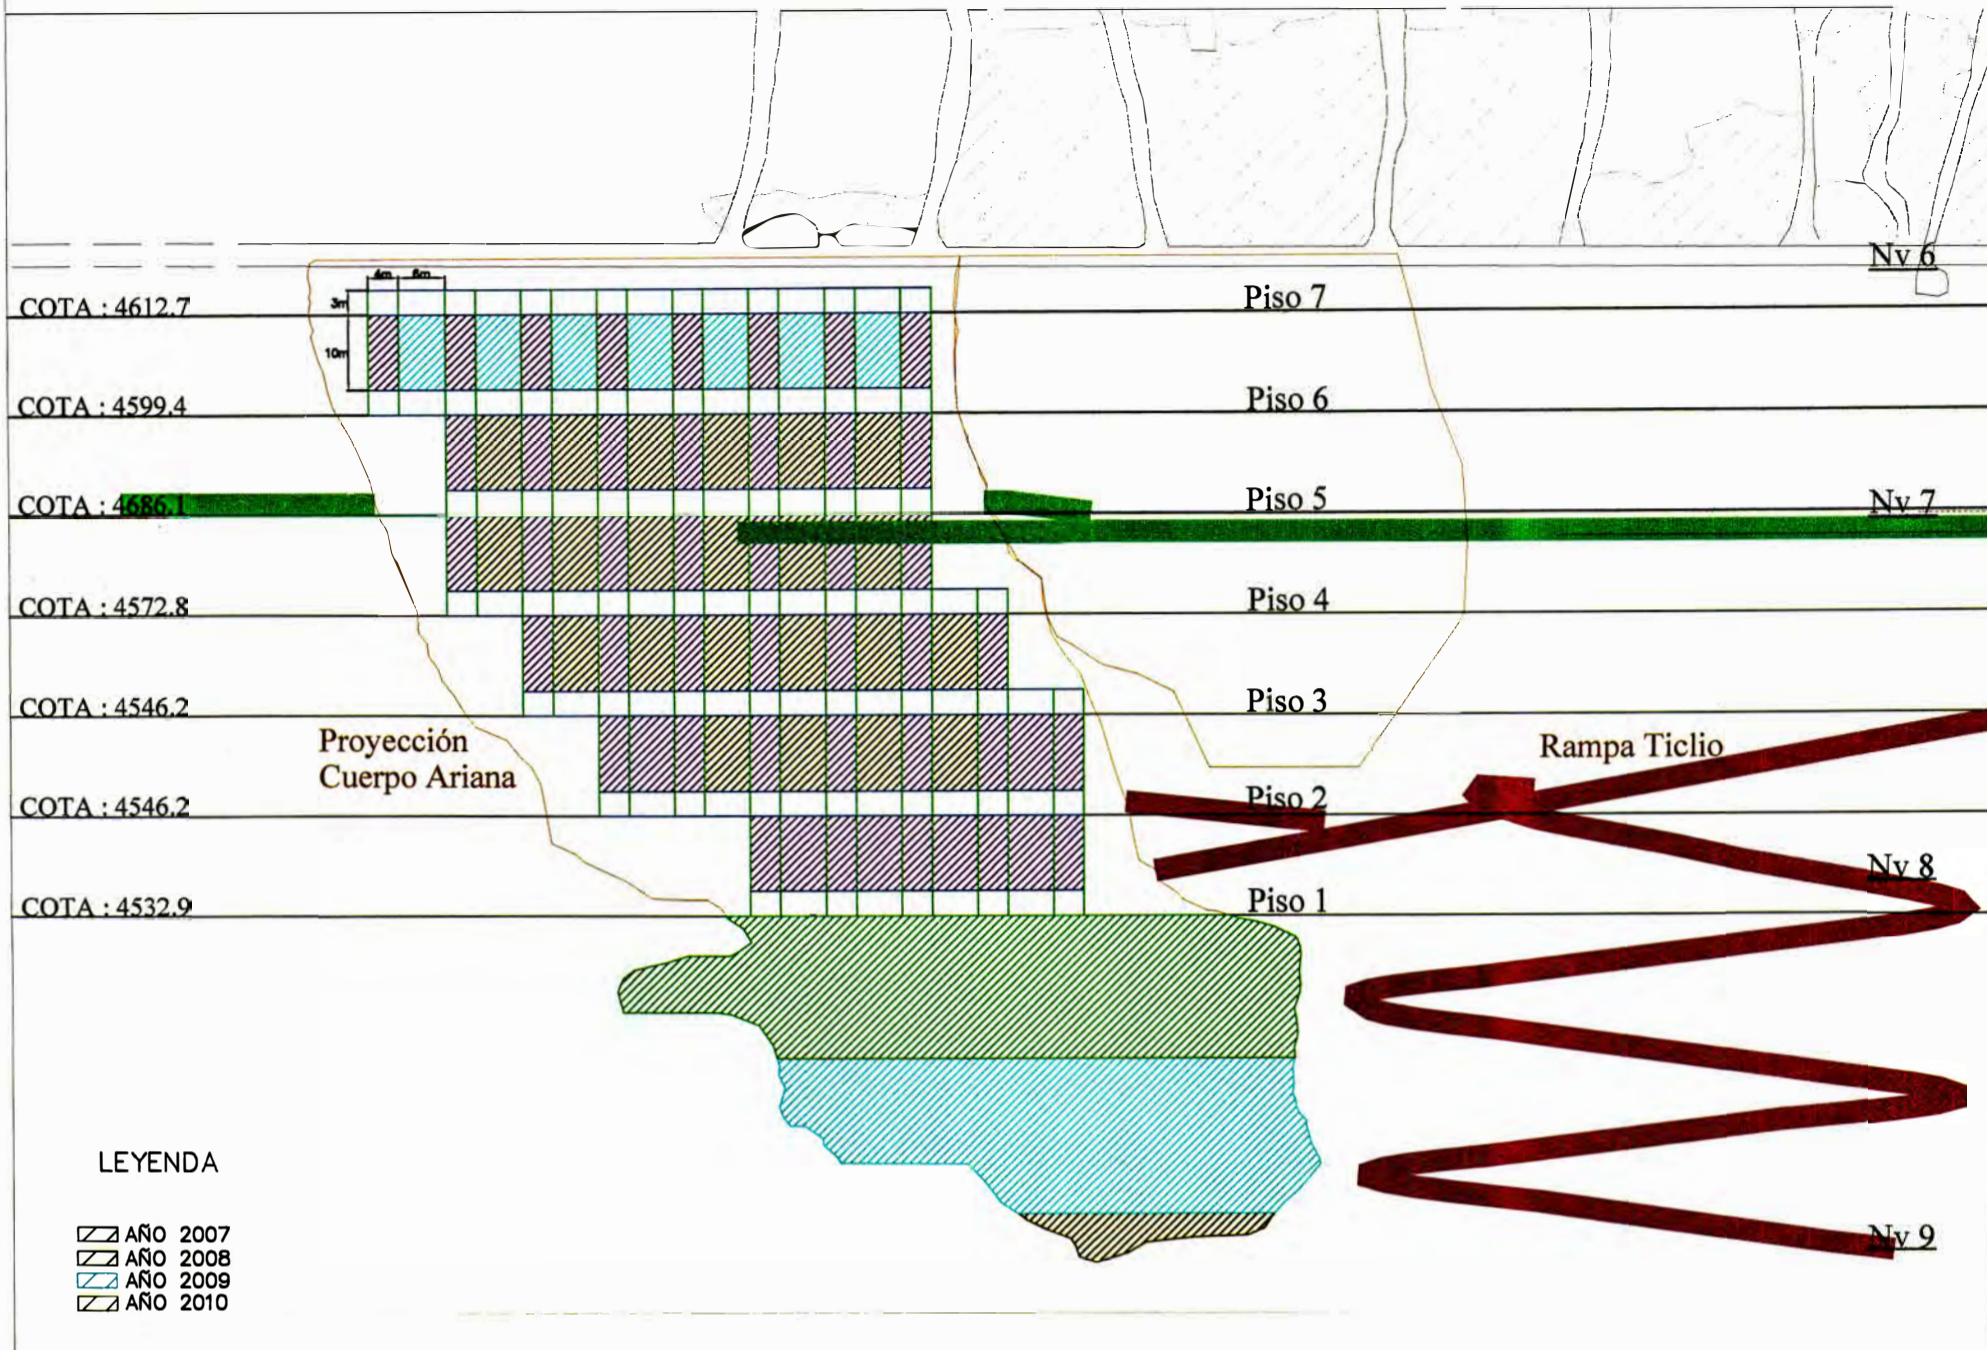 Nv 6
4m 6m
3m
COTA : 4612.7
Piso 7
10m
COTA : 4599.4
Piso 6
COTA : 4686.1
Piso 5
Nv 7
COTA : 4572.8
Piso 4
COTA : 4546.2
Piso 3
Proyección
Cuerpo Ariana
Rampa Ticlio
COTA : 4546.2
Piso 2
Nv 8
COTA : 4532.9
Piso 1
LEYENDA
AÑO 2007
AÑO 2008
AÑO 2009
AÑO 2010
Nv 9